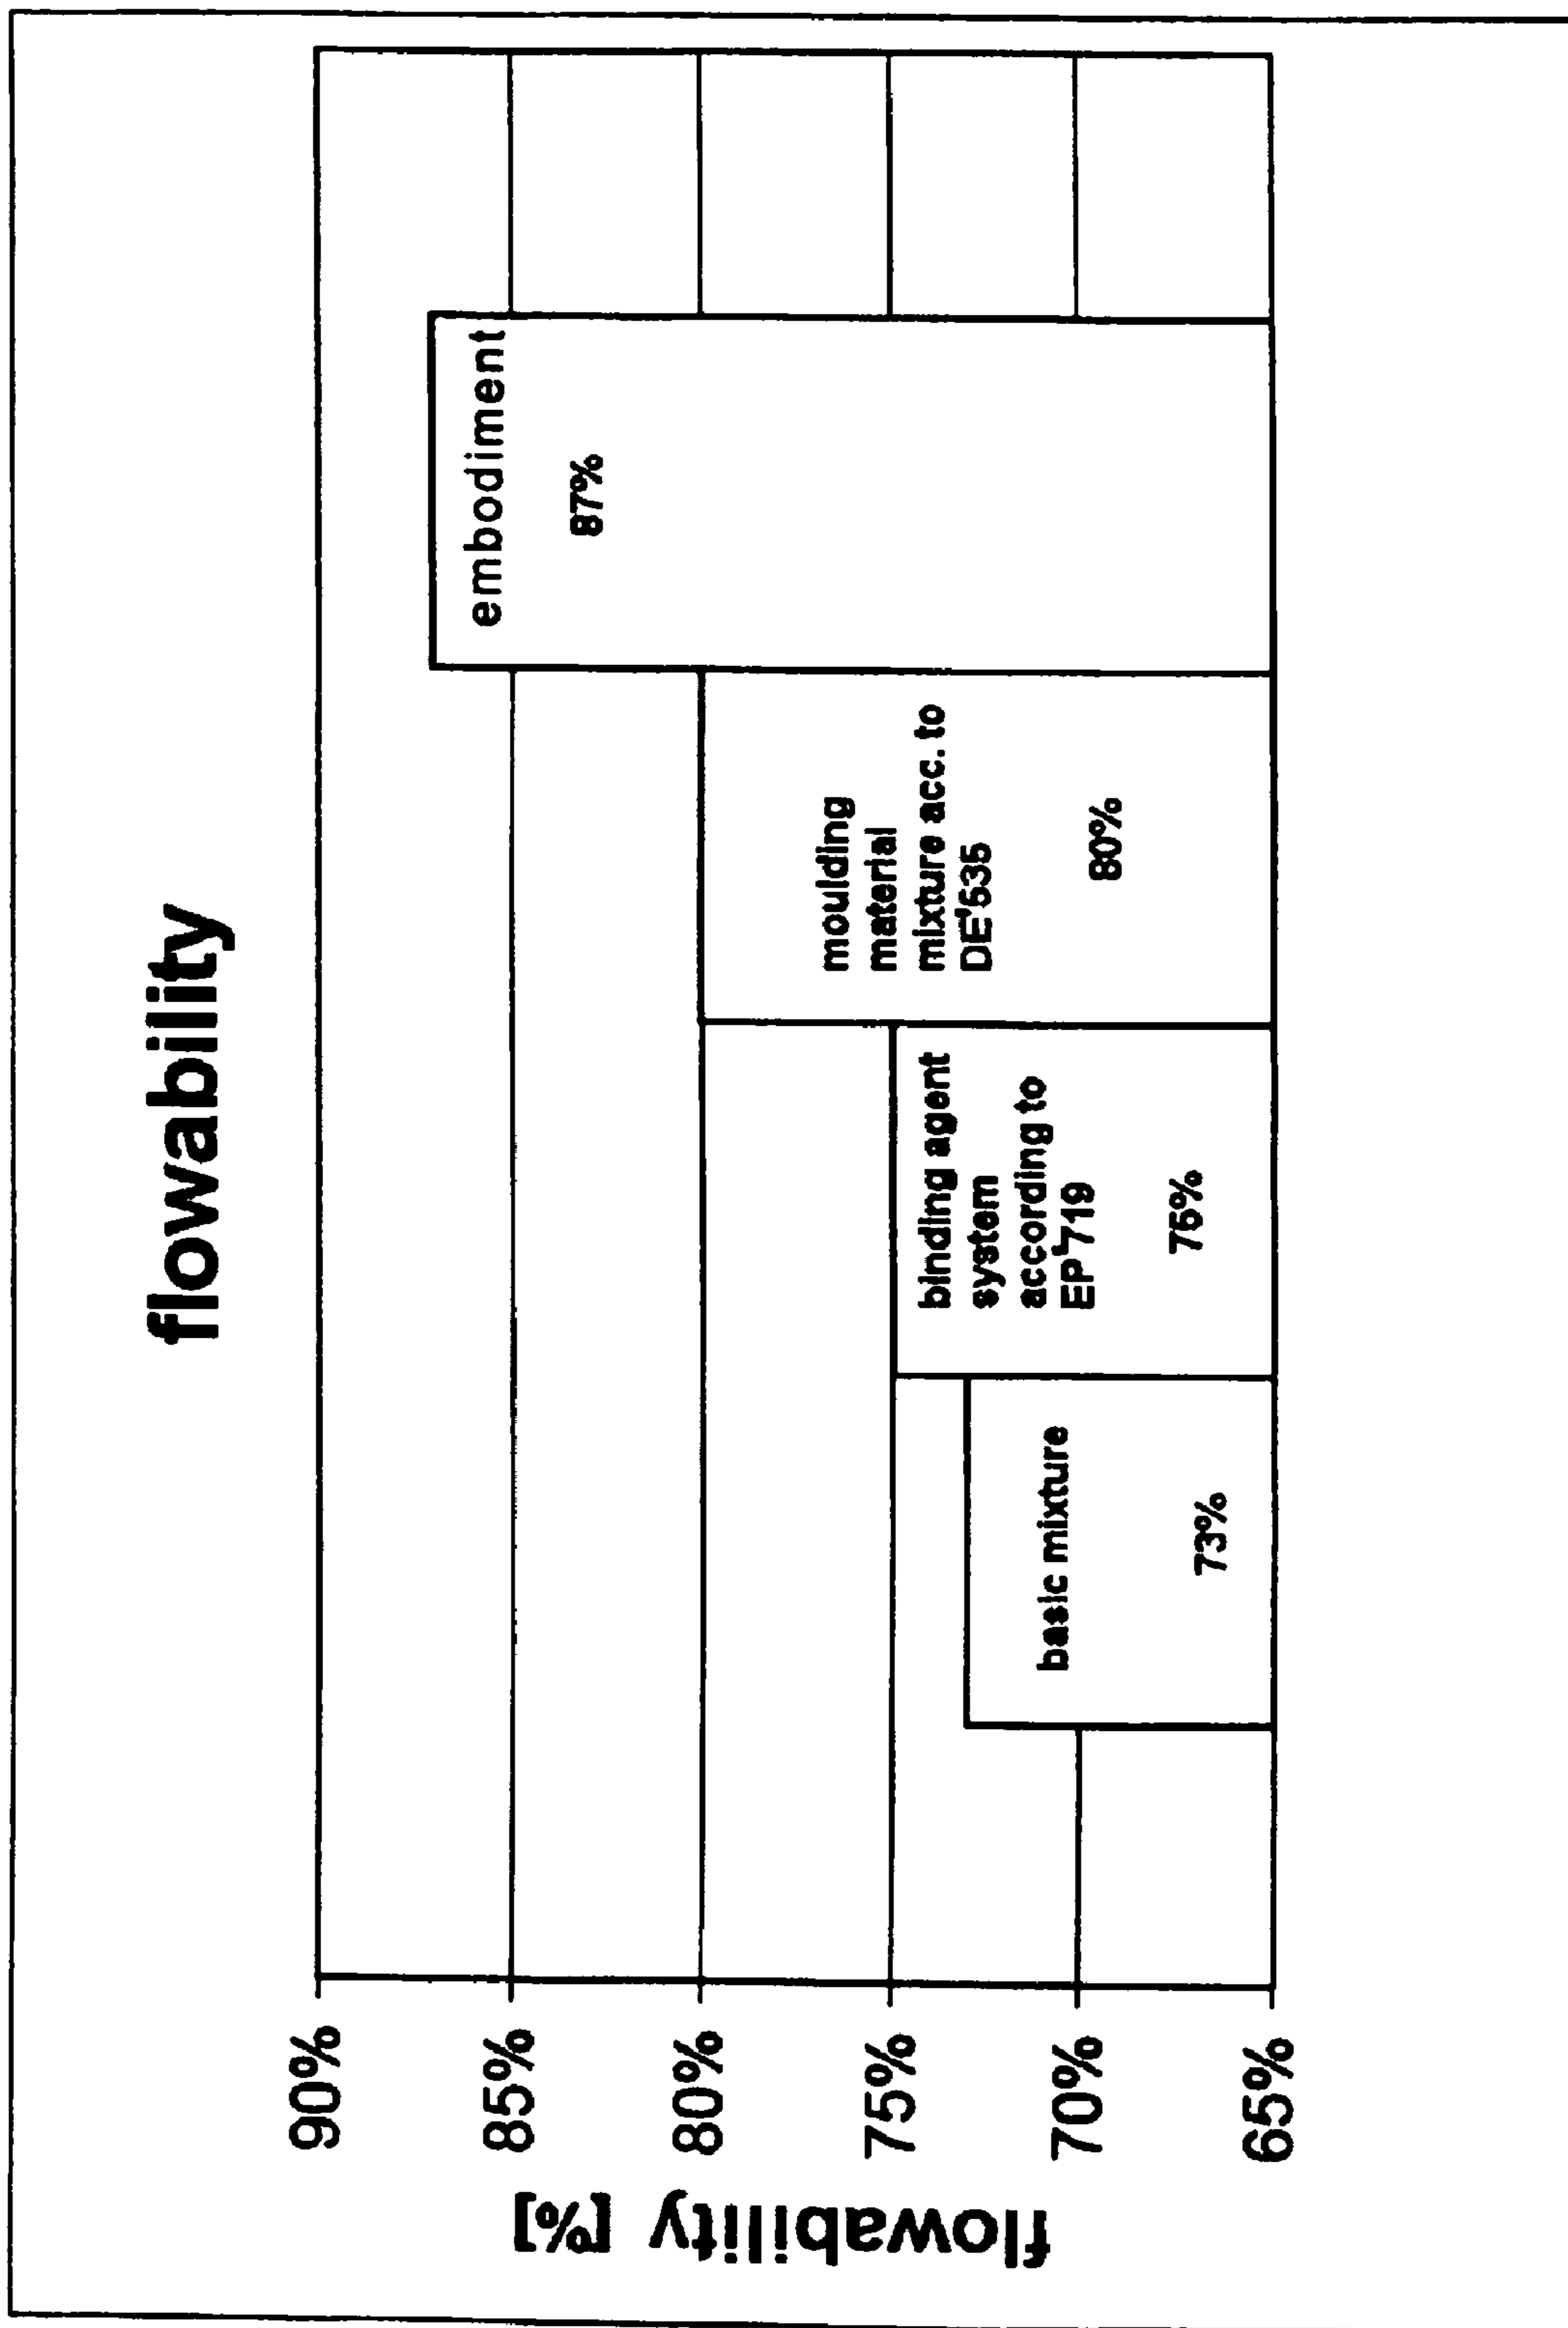 flowability
flowability [%]
90%
85%
80%
75%
70%
65%
basic mixture
73%
binding agent
system
according to
EP'719
75%
moulding
material
mixture acc. to
DE'535
80%
embodiment
87%